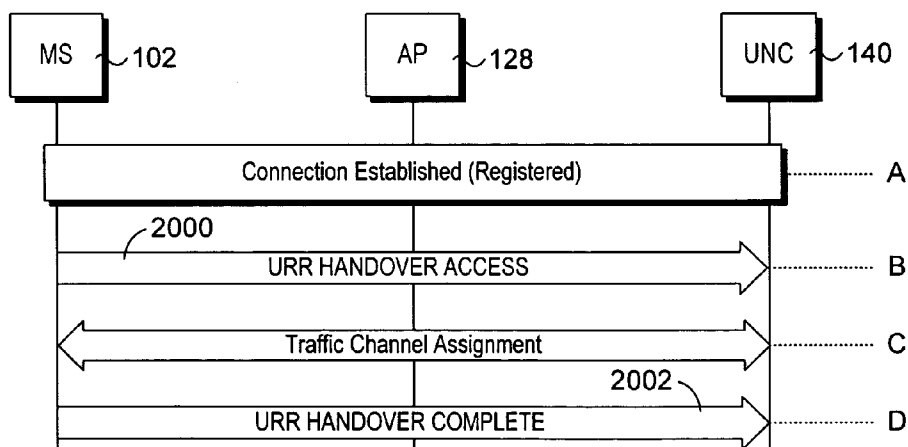 MS 102 AP 128 UNC 140
Connection Established (Registered) A
2000
URR HANDOVER ACCESS B
Traffic Channel Assignment C
2002
URR HANDOVER COMPLETE D